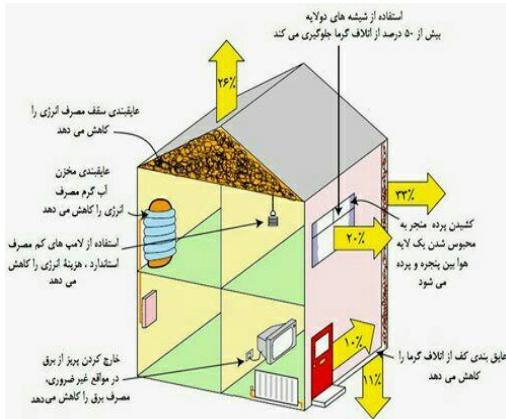 استفاده از شیشه های دولایه
بیش از ۵۰ درصد از اتلاف گرما جلوگیری می کند
۲۶%
عایقبندی سقف مصرف انرژی را
کاهش می دهد
عایقبندی مخزن
آب گرم مصرف
انرژی را کاهش می دهد
۳۳%
کشیدن پرده منجر به
محبوس شدن یک لایه
هوا بین پنجره و پرده
می شود
۲۰%
استفاده از لامپ های کم مصرف
استاندارد ، هزینۀ انرژی را کاهش
می دهد
۱۰%
خارج کردن پریز از برق
در مواقع غیر ضروری،
مصرف برق را کاهش می‌دهد
عایق بندی کف از اتلاف گرما را
کاهش می دهد
۱۱%